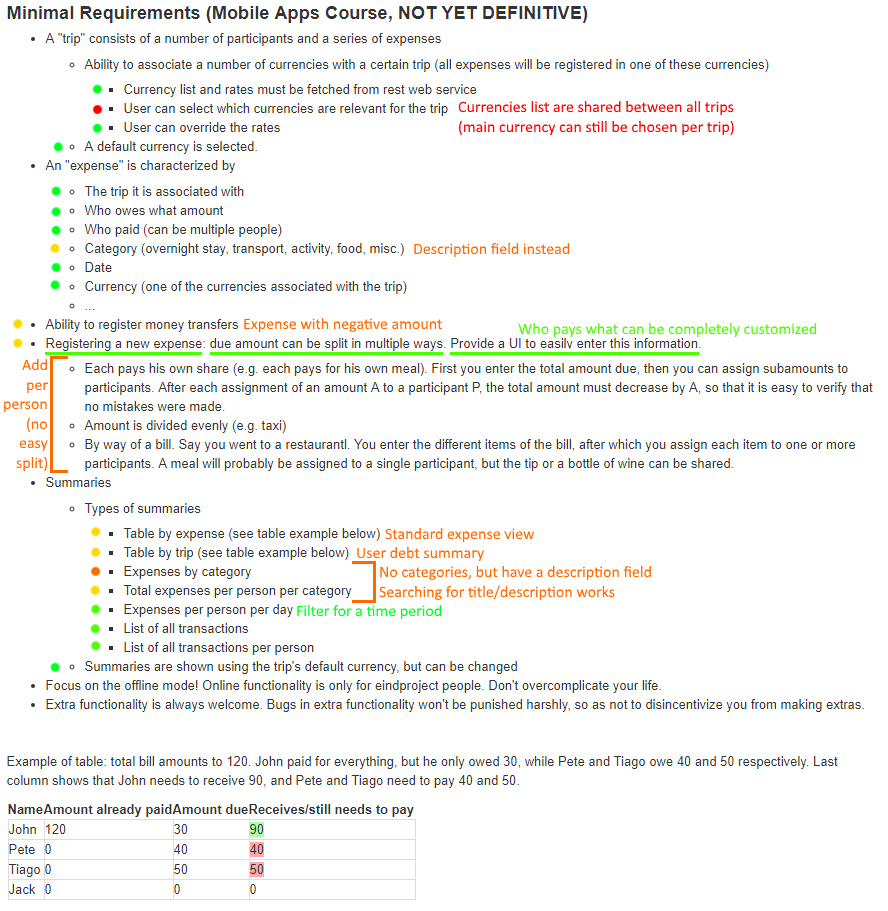 Minimal Requirements (Mobile Apps Course, NOT YET DEFINITIVE)
A "trip" consists of a number of participants and a series of expenses
Ability to associate a number of currencies with a certain trip (all expenses will be registered in one of these currencies)
Currency list and rates must be fetched from rest web service
User can select which currencies are relevant for the trip Currencies list are shared between all trips
User can override the rates (main currency can still be chosen per trip)
A default currency is selected.
An "expense" is characterized by
The trip it is associated with
Who owes what amount
Who paid (can be multiple people)
Category (overnight stay, transport, activity, food, misc.) Description field instead
Date
Currency (one of the currencies associated with the trip)
...
Ability to register money transfers Expense with negative amount
Who pays what can be completely customized
Registering a new expense: due amount can be split in multiple ways. Provide a UI to easily enter this information.
Add
per
person
(no
easy
split)
Each pays his own share (e.g. each pays for his own meal). First you enter the total amount due, then you can assign subamounts to
participants. After each assignment of an amount A to a participant P, the total amount must decrease by A, so that it is easy to verify that
no mistakes were made.
Amount is divided evenly (e.g. taxi)
By way of a bill. Say you went to a restaurantl. You enter the different items of the bill, after which you assign each item to one or more
participants. A meal will probably be assigned to a single participant, but the tip or a bottle of wine can be shared.
Summaries
Types of summaries
Table by expense (see table example below) Standard expense view
Table by trip (see table example below) User debt summary
Expenses by category No categories, but have a description field
Total expenses per person per category Searching for title/description works
Expenses per person per day Filter for a time period
List of all transactions
List of all transactions per person
Summaries are shown using the trip's default currency, but can be changed
Focus on the offline mode! Online functionality is only for eindproject people. Don't overcomplicate your life.
Extra functionality is always welcome. Bugs in extra functionality won't be punished harshly, so as not to disincentivize you from making extras.
Example of table: total bill amounts to 120. John paid for everything, but he only owed 30, while Pete and Tiago owe 40 and 50 respectively. Last
column shows that John needs to receive 90, and Pete and Tiago need to pay 40 and 50.
Name Amount already paid Amount due Receives/still needs to pay
John 120 30 90
Pete 0 40 40
Tiago 0 50 50
Jack 0 0 0